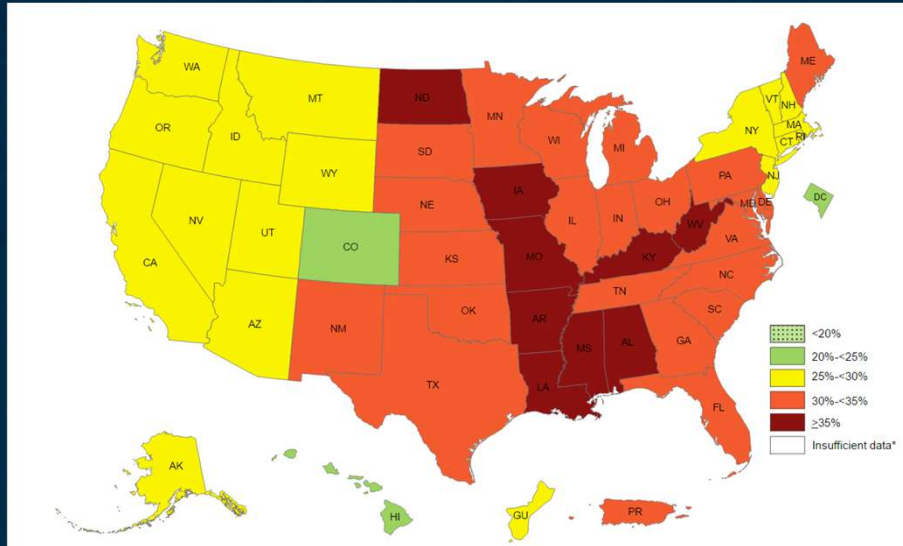 WA
MT
ND
MN
ME
OR
ID
WY
SD
WI
MI
NY
VT
NH
MA
RI
CT
NV
UT
CO
NE
IA
IL
IN
OH
PA
NJ
MD
DE
DC
CA
AZ
NM
KS
MO
KY
WV
VA
OK
AR
TN
NC
SC
TX
LA
MS
AL
GA
FL
AK
HI
GU
PR
<20%
20%-<25%
25%-<30%
30%-<35%
≥35%
Insufficient data*